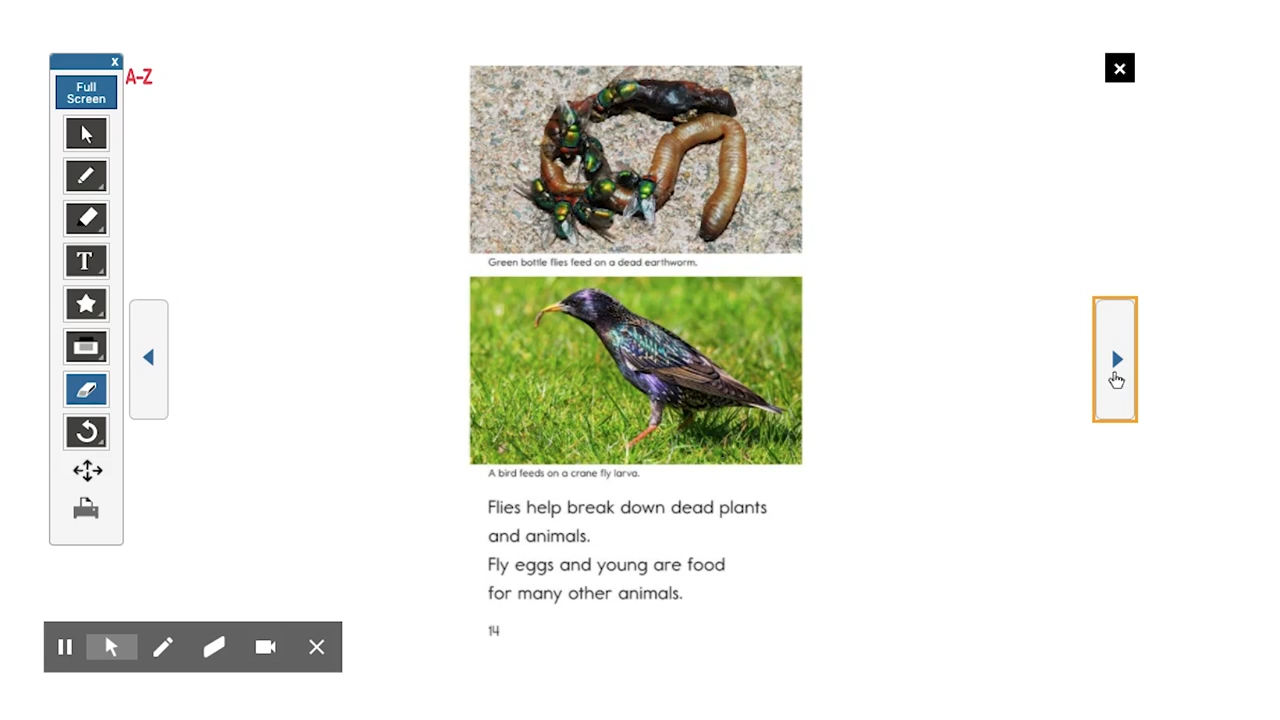 X
A-Z
Full
Screen
T
Green bottle flies feed on a dead earthworm.
A bird feeds on a crane fly larva.
Flies help break down dead plants
and animals.
Fly eggs and young are food
for many other animals.
14